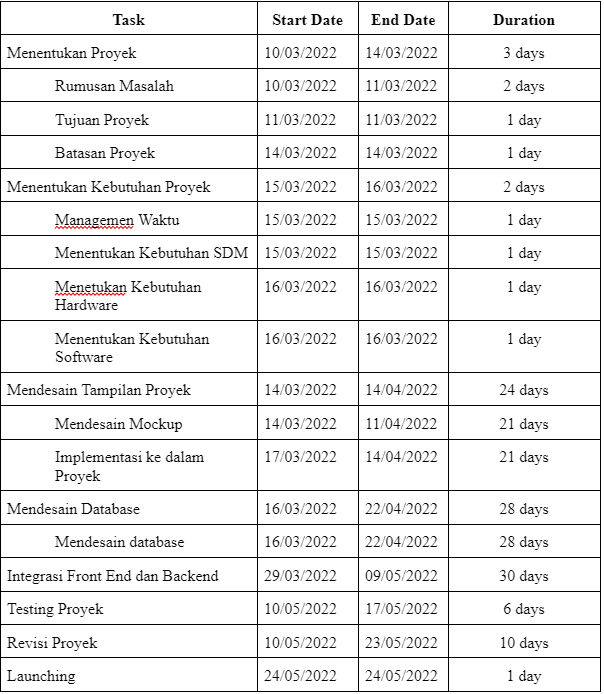 Task Start Date End Date Duration
Menentukan Proyek 10/03/2022 14/03/2022 3 days
Rumusan Masalah 10/03/2022 11/03/2022 2 days
Tujuan Proyek 11/03/2022 11/03/2022 1 day
Batasan Proyek 14/03/2022 14/03/2022 1 day
Menentukan Kebutuhan Proyek 15/03/2022 16/03/2022 2 days
Managemen Waktu 15/03/2022 15/03/2022 1 day
Menentukan Kebutuhan SDM 15/03/2022 15/03/2022 1 day
Menetukan Kebutuhan 16/03/2022 16/03/2022 1 day
Hardware
Menentukan Kebutuhan 16/03/2022 16/03/2022 1 day
Software
Mendesain Tampilan Proyek 14/03/2022 14/04/2022 24 days
Mendesain Mockup 14/03/2022 11/04/2022 21 days
Implementasi ke dalam 17/03/2022 14/04/2022 21 days
Proyek
Mendesain Database 16/03/2022 22/04/2022 28 days
Mendesain database 16/03/2022 22/04/2022 28 days
Integrasi Front End dan Backend 29/03/2022 09/05/2022 30 days
Testing Proyek 10/05/2022 17/05/2022 6 days
Revisi Proyek 10/05/2022 23/05/2022 10 days
Launching 24/05/2022 24/05/2022 1 day